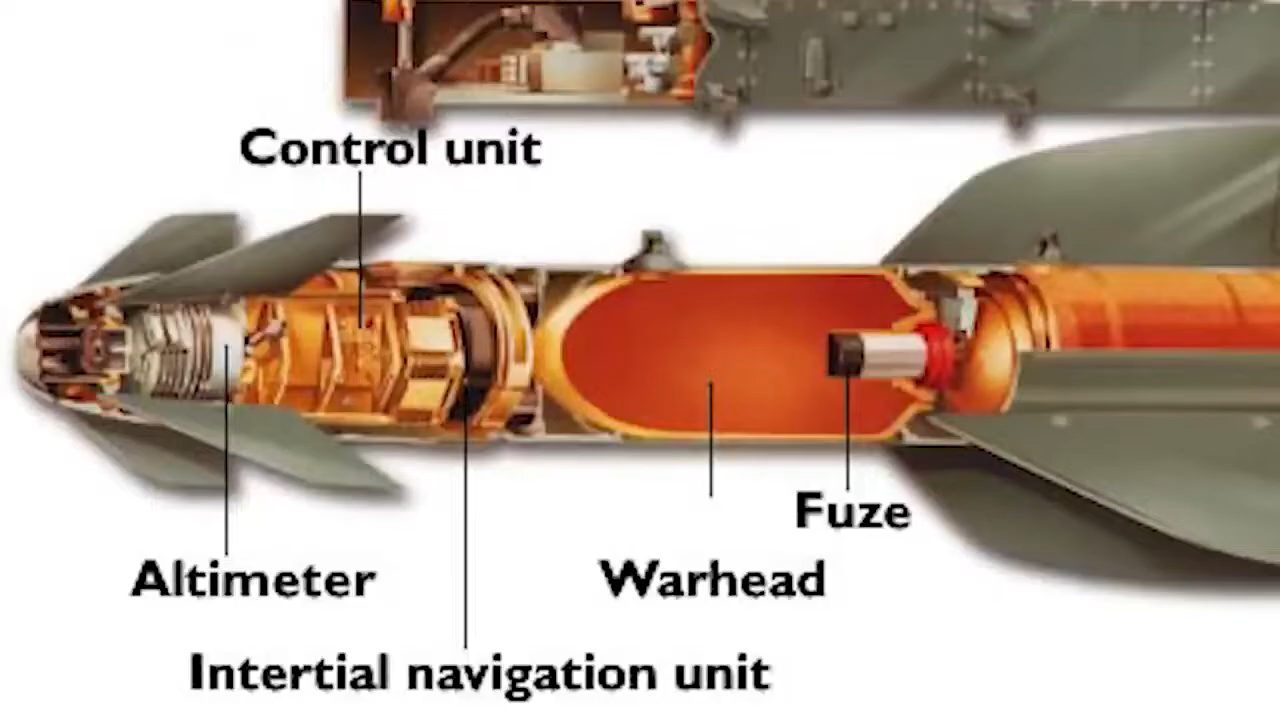 Control unit
Fuze
Altimeter
Warhead
Intertial navigation unit